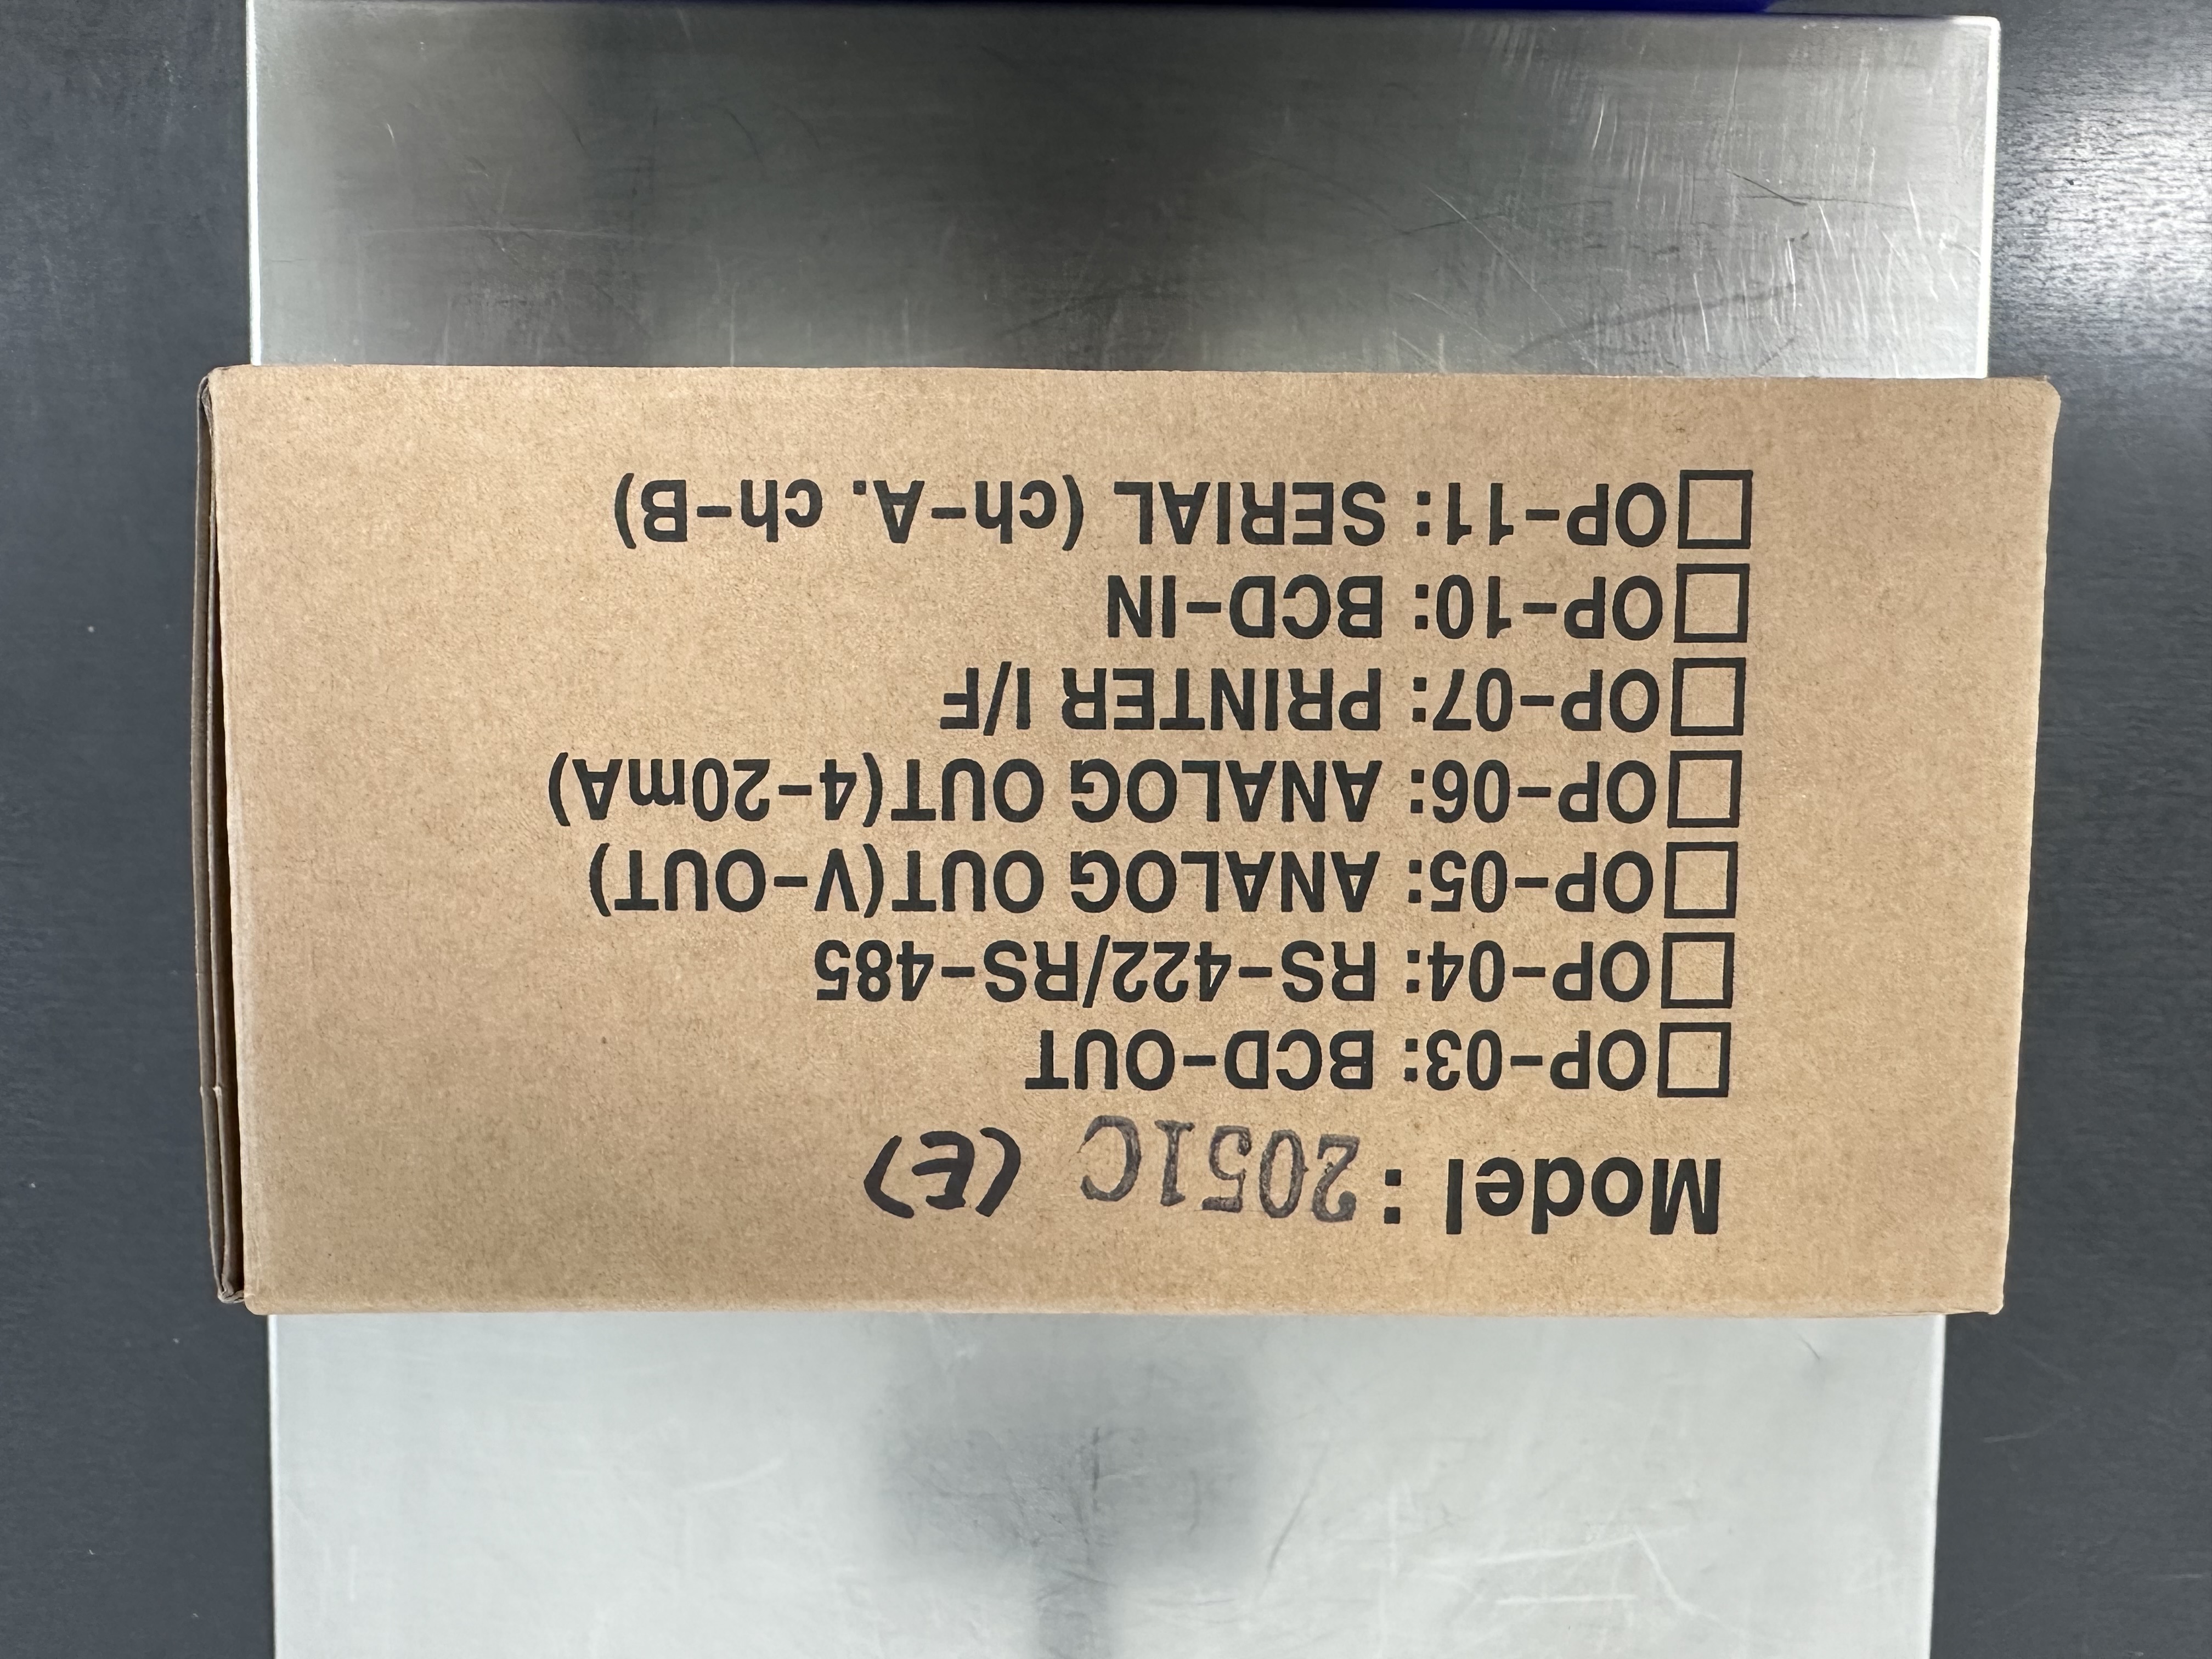 Model : 2051C (E)
□OP-03: BCD-OUT
□OP-04: RS-422/RS-485
□OP-05: ANALOG OUT(V-OUT)
□OP-06: ANALOG OUT(4-20mA)
□OP-07: PRINTER I/F
□OP-10: BCD-IN
□OP-11: SERIAL (ch-A. ch-B)